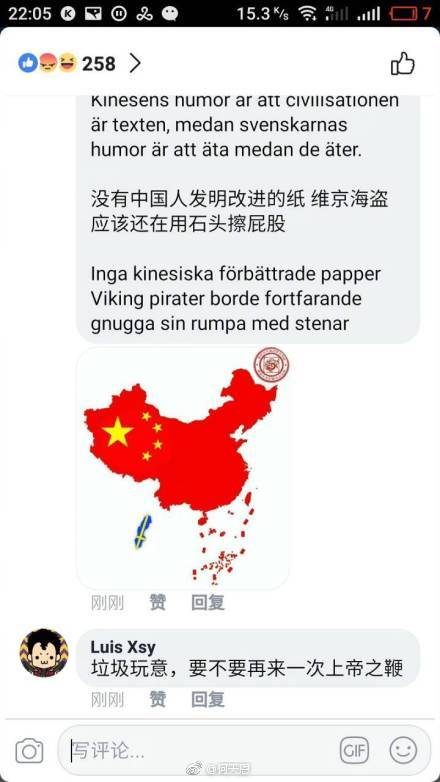 22:05
15.3 K/s
4G
7
258
Kinesens humor är att civilisationen
är texten, medan svenskarnas
humor är att äta medan de äter.
没有中国人发明改进的纸 维京海盗
应该还在用石头擦屁股
Inga kinesiska förbättrade papper
Viking pirater borde fortfarande
gnugga sin rumpa med stenar
刚刚 赞 回复
Luis Xsy
垃圾玩意，要不要再来一次上帝之鞭
刚刚 赞 回复
写评论...
GIF